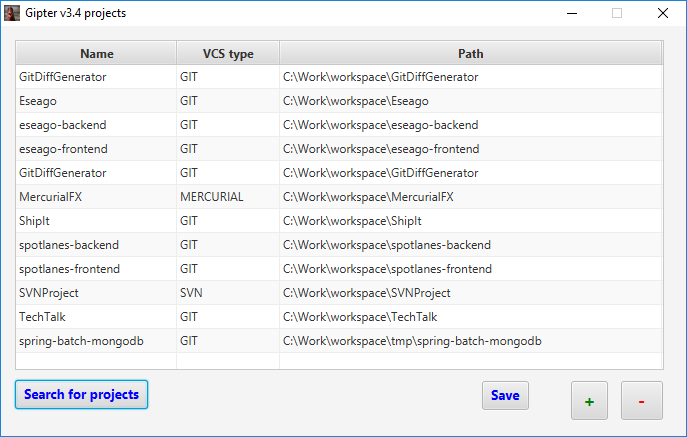 Gipter v3.4 projects
Name VCS type Path
GitDiffGenerator GIT C:\Work\workspace\GitDiffGenerator
Eseago GIT C:\Work\workspace\Eseago
eseago-backend GIT C:\Work\workspace\eseago-backend
eseago-frontend GIT C:\Work\workspace\eseago-frontend
GitDiffGenerator GIT C:\Work\workspace\GitDiffGenerator
MercurialFX MERCURIAL C:\Work\workspace\MercurialFX
ShipIt GIT C:\Work\workspace\ShipIt
spotlanes-backend GIT C:\Work\workspace\spotlanes-backend
spotlanes-frontend GIT C:\Work\workspace\spotlanes-frontend
SVNProject SVN C:\Work\workspace\SVNProject
TechTalk GIT C:\Work\workspace\TechTalk
spring-batch-mongodb GIT C:\Work\workspace\tmp\spring-batch-mongodb
Search for projects Save + -